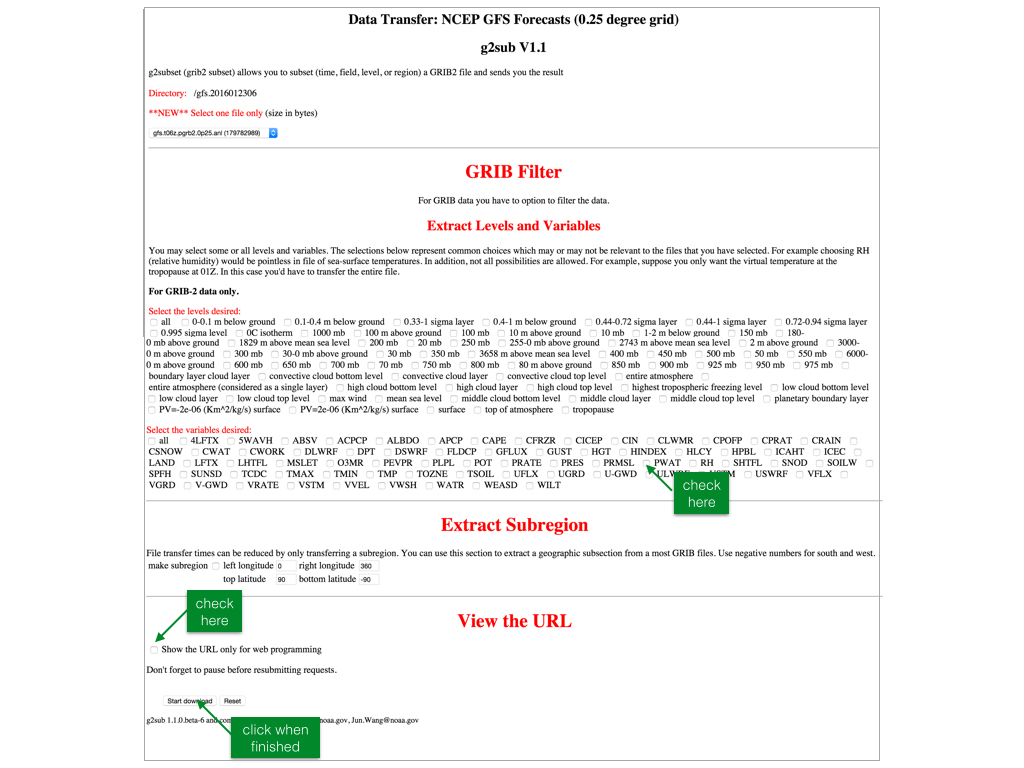 Data Transfer: NCEP GFS Forecasts (0.25 degree grid)
g2sub V1.1
g2subset (grib2 subset) allows you to subset (time, field, level, or region) a GRIB2 file and sends you the result
Directory: /gfs.2016012306
**NEW** Select one file only (size in bytes)
gfs.t06z.pgrb2.0p25.anl (179782989)
GRIB Filter
For GRIB data you have to option to filter the data.
Extract Levels and Variables
You may select some or all levels and variables. The selections below represent common choices which may or may not be relevant to the files that you have selected. For example choosing RH
(relative humidity) would be pointless in file of sea-surface temperatures. In addition, not all possibilities are allowed. For example, suppose you only want the virtual temperature at the
tropopause at 01Z. In this case you'd have to transfer the entire file.
For GRIB-2 data only.
Select the levels desired:
all 0-0.1 m below ground 0.1-0.4 m below ground 0.33-1 sigma layer 0.4-1 m below ground 0.44-0.72 sigma layer 0.44-1 sigma layer 0.72-0.94 sigma layer
0.995 sigma level 0C isotherm 1000 mb 100 m above ground 100 mb 10 m above ground 10 mb 1-2 m below ground 150 mb 180-
0 mb above ground 1829 m above mean sea level 200 mb 20 mb 250 mb 255-0 mb above ground 2743 m above mean sea level 2 m above ground 3000-
0 m above ground 300 mb 30-0 mb above ground 30 mb 350 mb 3658 m above mean sea level 400 mb 450 mb 500 mb 50 mb 550 mb 6000-
0 m above ground 600 mb 650 mb 700 mb 70 mb 750 mb 800 mb 80 m above ground 850 mb 900 mb 925 mb 950 mb 975 mb
boundary layer cloud layer convective cloud bottom level convective cloud layer convective cloud top level entire atmosphere
entire atmosphere (considered as a single layer) high cloud bottom level high cloud layer high cloud top level highest tropospheric freezing level low cloud bottom level
low cloud layer low cloud top level max wind mean sea level middle cloud bottom level middle cloud layer middle cloud top level planetary boundary layer
PV=-2e-06 (Km^2/kg/s) surface PV=2e-06 (Km^2/kg/s) surface surface top of atmosphere tropopause
Select the variables desired:
all 4LFTX 5WAVH ABSV ACPCP ALBDO APCP CAPE CFRZR CICEP CIN CLWMR CPOFP CPRAT CRAIN
CSNOW CWAT CWORK DLWRF DPT DSWRF FLDCP GFLUX GUST HGT HINDEX HLCY HPBL ICAHT ICEC
LAND LFTX LHTFL MSLET O3MR PEVPR PLPL POT PRATE PRES PRMSL PWAT RH SHTFL SNOD SOILW
SPFH SUNSD TCDC TMAX TMIN TMP TOZNE TSOIL UFLX UGRD U-GWD USWRF VFLX
VGRD V-GWD VRATE VSTM VVEL VWSH WATR WEASD WILT
check
here
Extract Subregion
File transfer times can be reduced by only transferring a subregion. You can use this section to extract a geographic subsection from a most GRIB files. Use negative numbers for south and west.
make subregion left longitude 0 right longitude 360
top latitude 90 bottom latitude -90
check
here
View the URL
Show the URL only for web programming
Don't forget to pause before resubmitting requests.
Start download Reset
g2sub 1.1.0.beta-6 and noaa.gov, Jun.Wang@noaa.gov
click when
finished